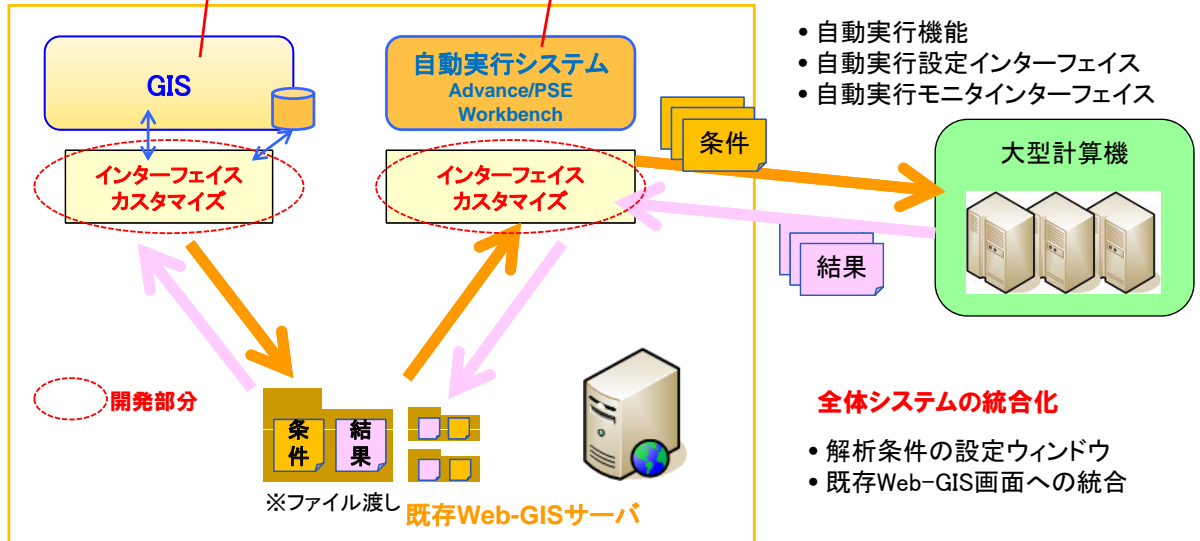 GIS
自動実行システム
Advance/PSE
Workbench
• 自動実行機能
• 自動実行設定インターフェイス
• 自動実行モニタインターフェイス
インターフェイス
カスタマイズ
インターフェイス
カスタマイズ
条件
大型計算機
結果
開発部分
条件
結果
※ファイル渡し
既存Web-GISサーバ
全体システムの統合化
• 解析条件の設定ウィンドウ
• 既存Web-GIS画面への統合